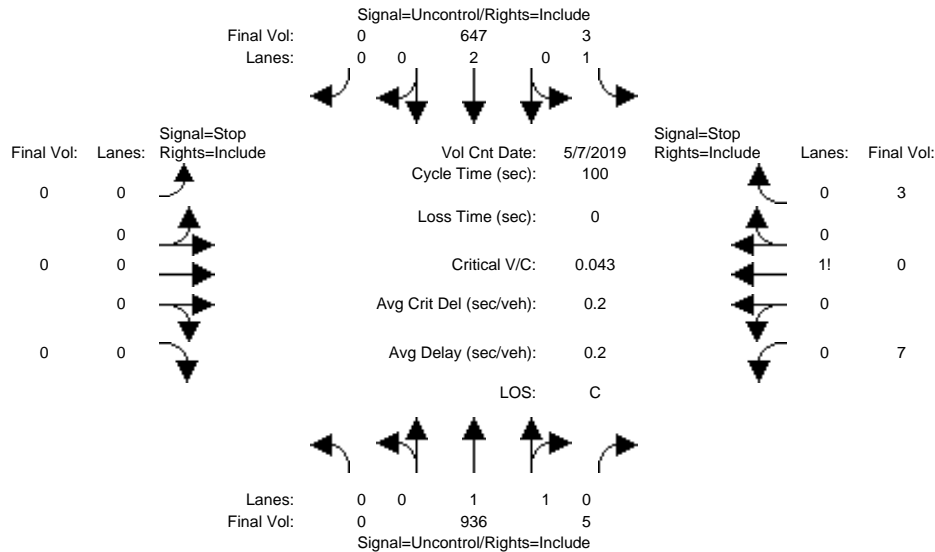 Signal=Uncontrol/Rights=Include
Final Vol: 0 647 3
Lanes: 0 0 2 0 1
Signal=Stop Signal=Stop
Final Vol: Lanes: Rights=Include Vol Cnt Date: 5/7/2019 Rights=Include Lanes: Final Vol:
Cycle Time (sec): 100
0 0 0 3
Loss Time (sec): 0
0 0
0 0 Critical V/C: 0.043 1! 0
0 Avg Crit Del (sec/veh): 0.2 0
0 0 Avg Delay (sec/veh): 0.2 0 7
LOS: C
Lanes: 0 0 1 1 0
Final Vol: 0 936 5
Signal=Uncontrol/Rights=Include